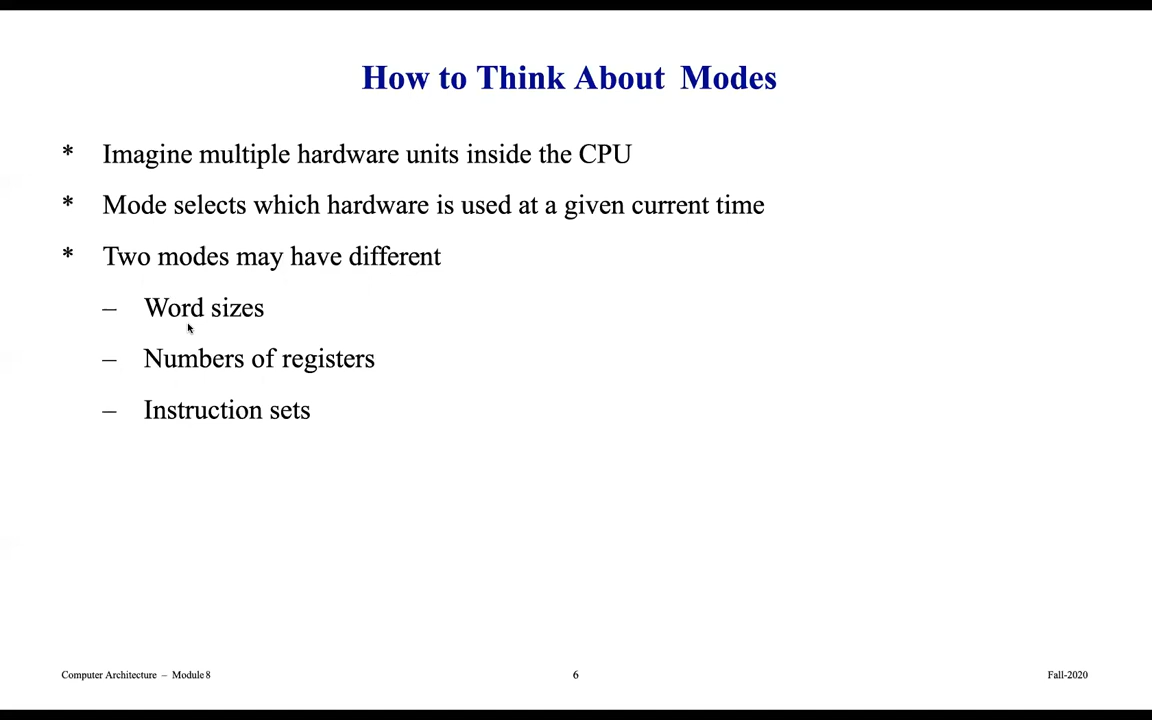 How to Think About Modes
* Imagine multiple hardware units inside the CPU
* Mode selects which hardware is used at a given current time
* Two modes may have different
– Word sizes
– Numbers of registers
– Instruction sets
Computer Architecture – Module 8 6 Fall-2020